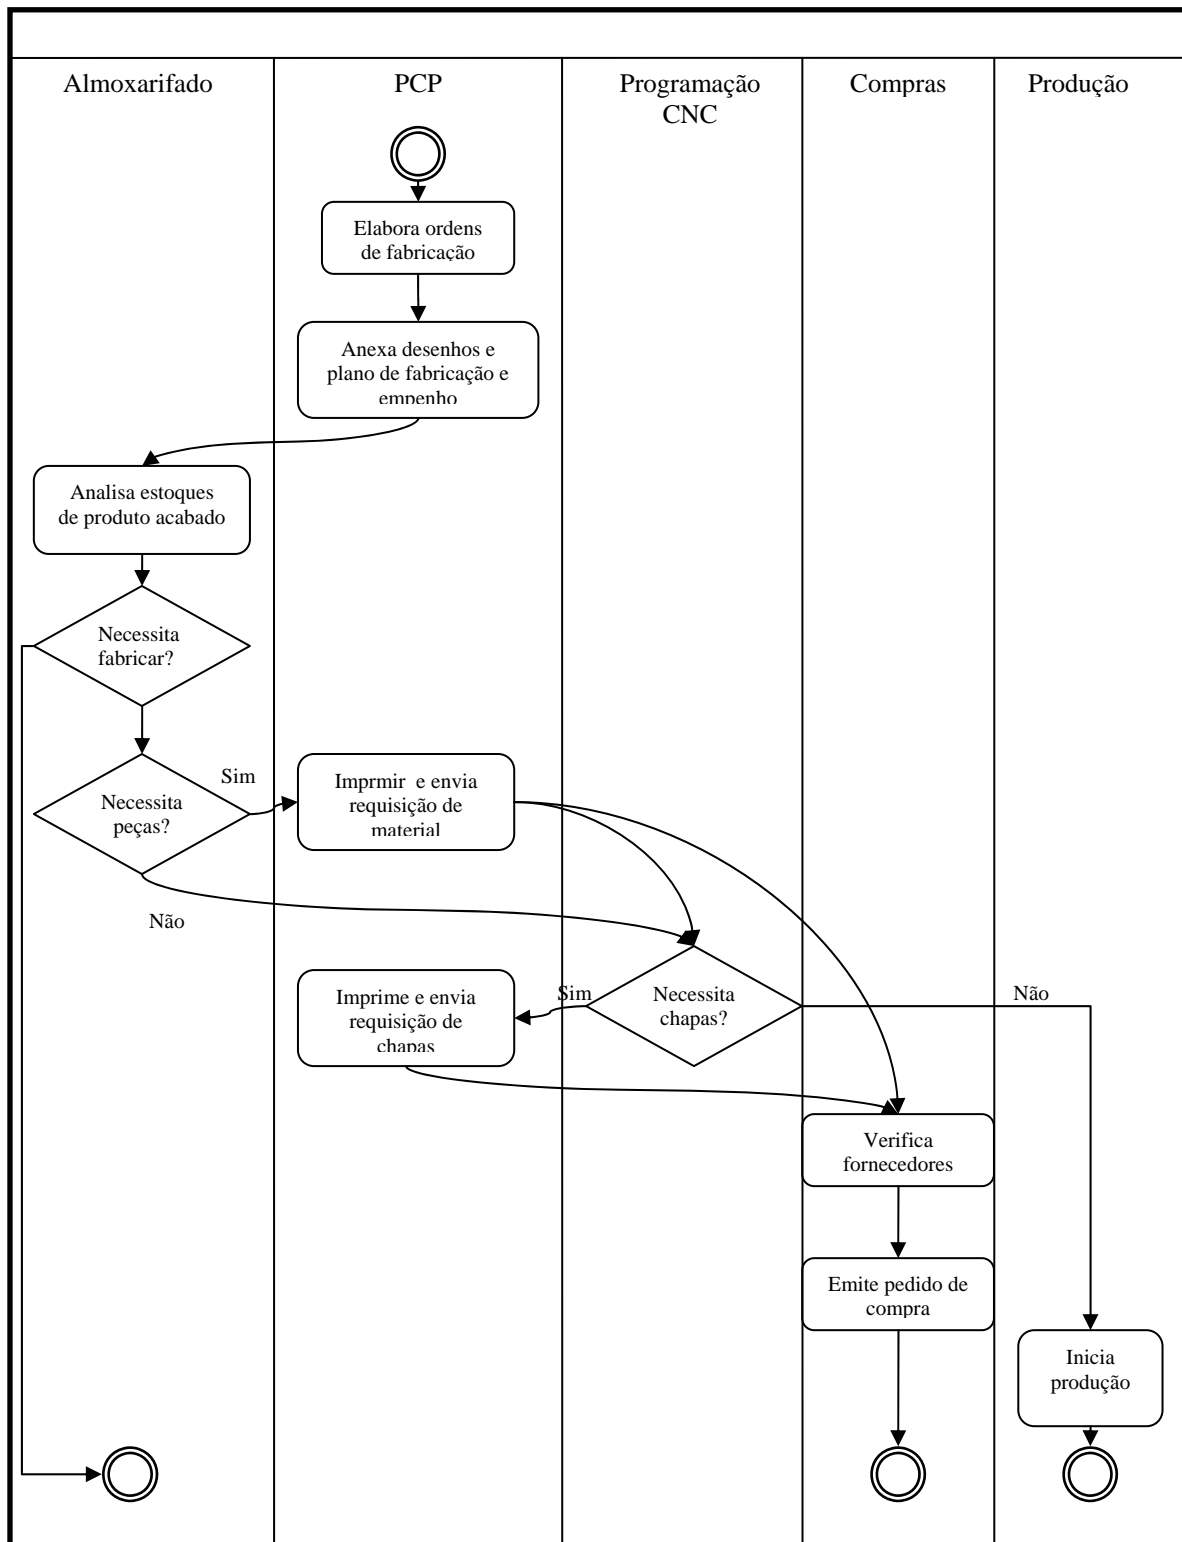 Almoxarifado
PCP
Programação
CNC
Compras
Produção
Elabora ordens
de fabricação
Anexa desenhos e
plano de fabricação e
empenho
Analisa estoques
de produto acabado
Necessita
fabricar?
Necessita
peças?
Sim
Imprmir e envia
requisição de
material
Não
Imprime e envia
requisição de
chapas
Sim
Necessita
chapas?
Não
Verifica
fornecedores
Emite pedido de
compra
Inicia
produção